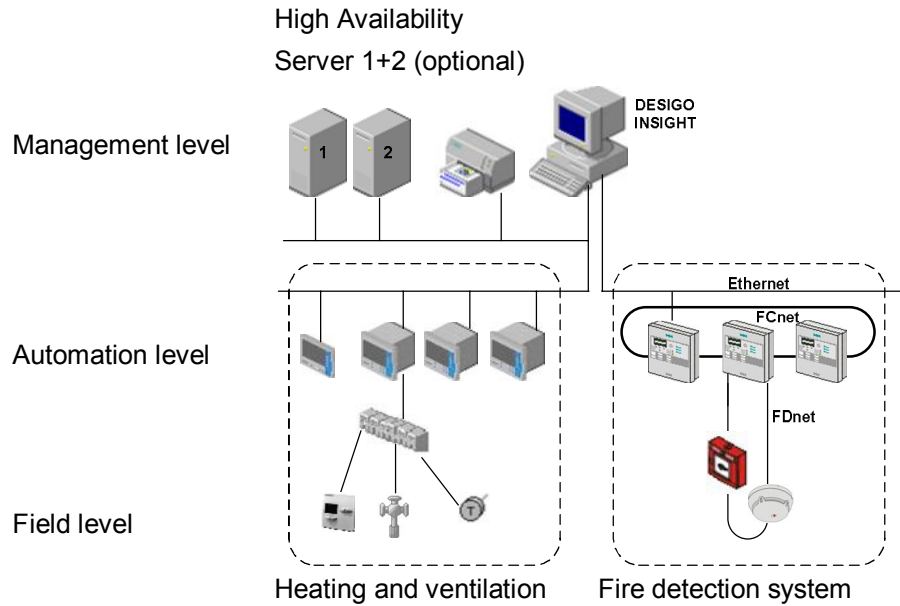 High Availability
Server 1+2 (optional)
DESIGO
INSIGHT
Management level
1
2
Ethernet
FCnet
Automation level
FDnet
T
Field level
Heating and ventilation
Fire detection system